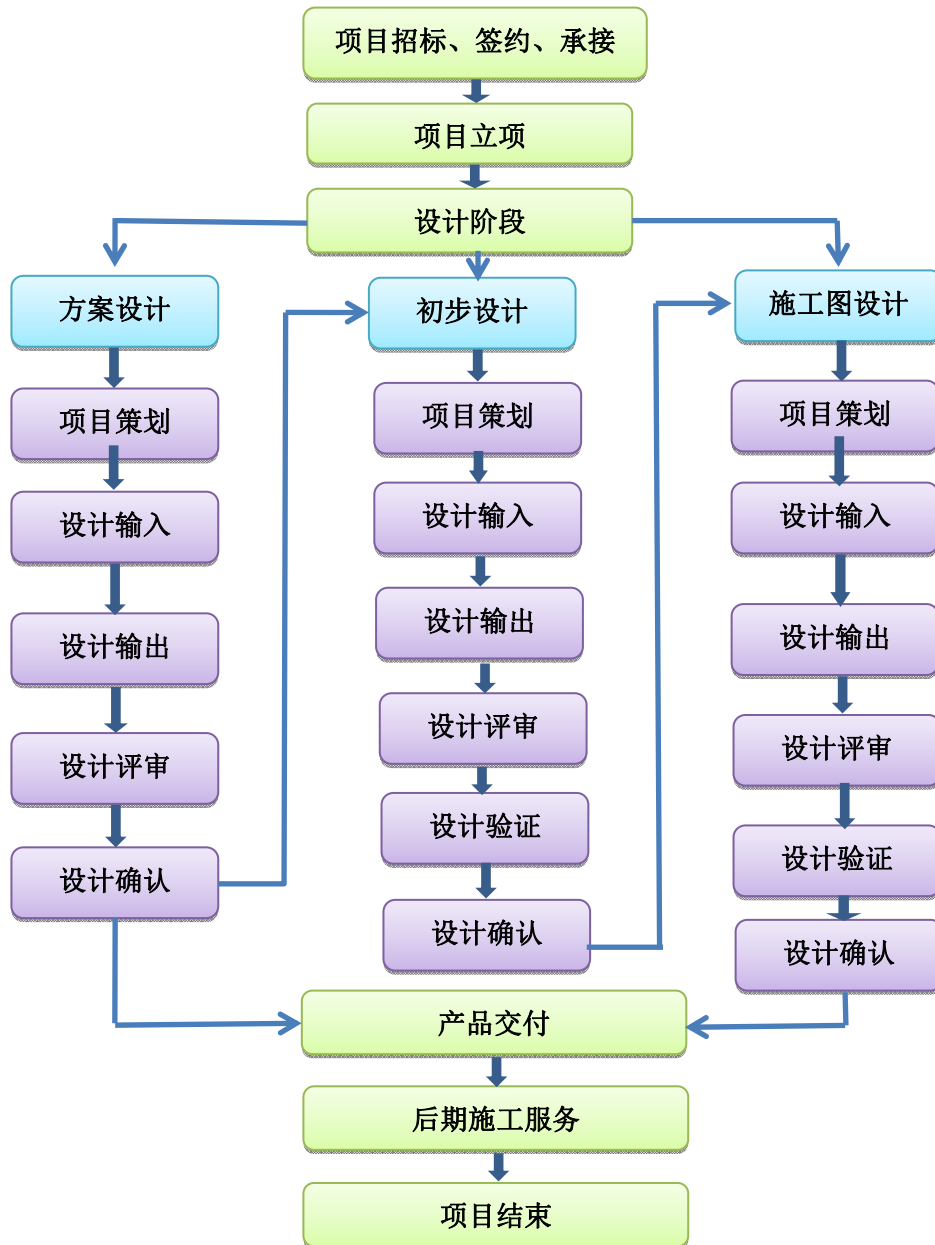 项目招标、签约、承接
项目立项
设计阶段
方案设计
项目策划
设计输入
设计输出
设计评审
设计确认
初步设计
项目策划
设计输入
设计输出
设计评审
设计验证
设计确认
施工图设计
项目策划
设计输入
设计输出
设计评审
设计验证
设计确认
产品交付
后期施工服务
项目结束